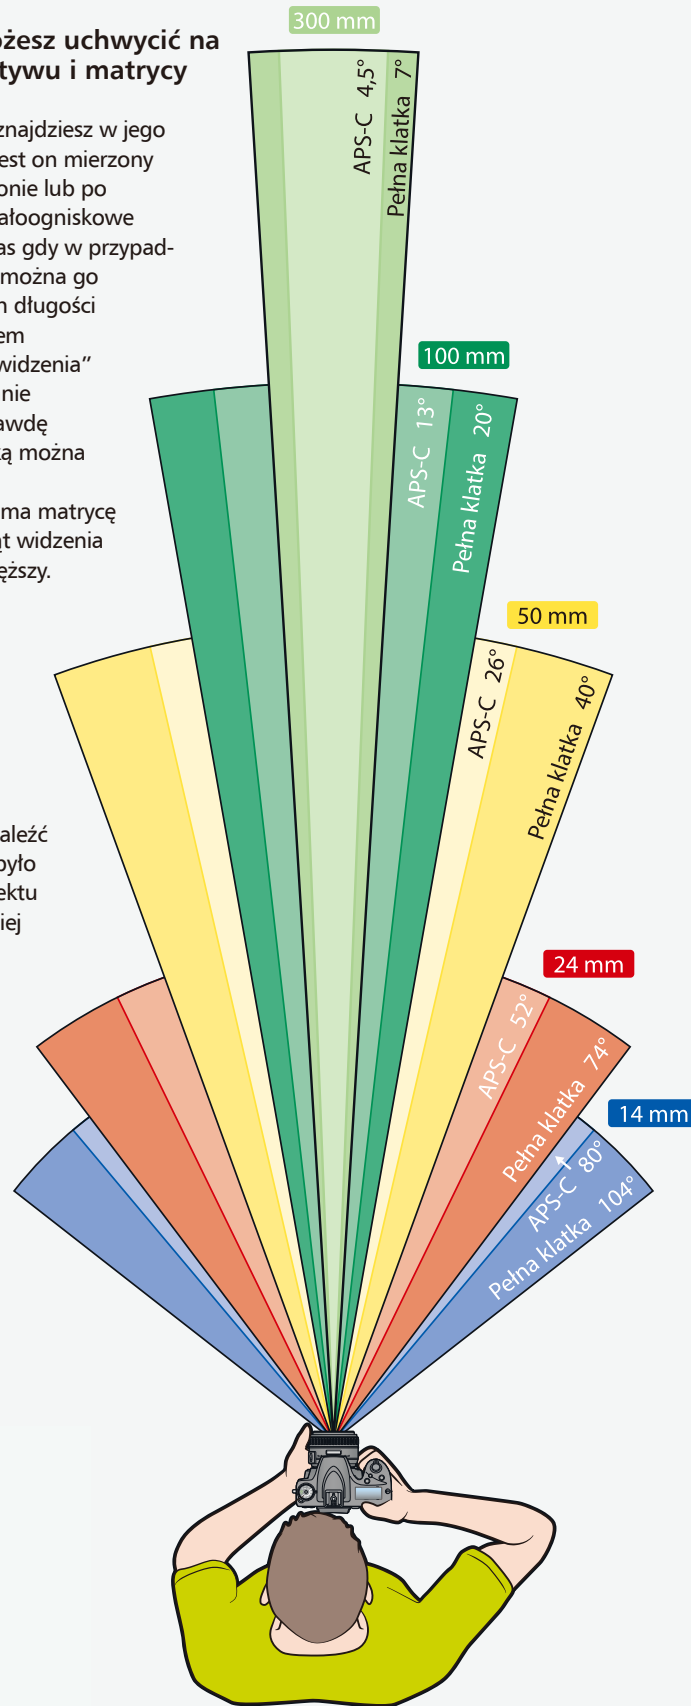 ożesz uchwycić na
tywu i matrycy
znajdziesz w jego
est on mierzony
onie lub po
ałoogniskowe
as gdy w przypad-
można go
h długości
em
widzenia”
nie
awdę
ką można
ma matrycę
ąt widzenia
ęższy.
aleźć
było
ektu
iej
300 mm
APS-C 4,5°
Pełna klatka 7°
100 mm
APS-C 13°
Pełna klatka 20°
50 mm
APS-C 26°
Pełna klatka 40°
24 mm
APS-C 52°
Pełna klatka 74°
14 mm
APS-C 80°
Pełna klatka 104°